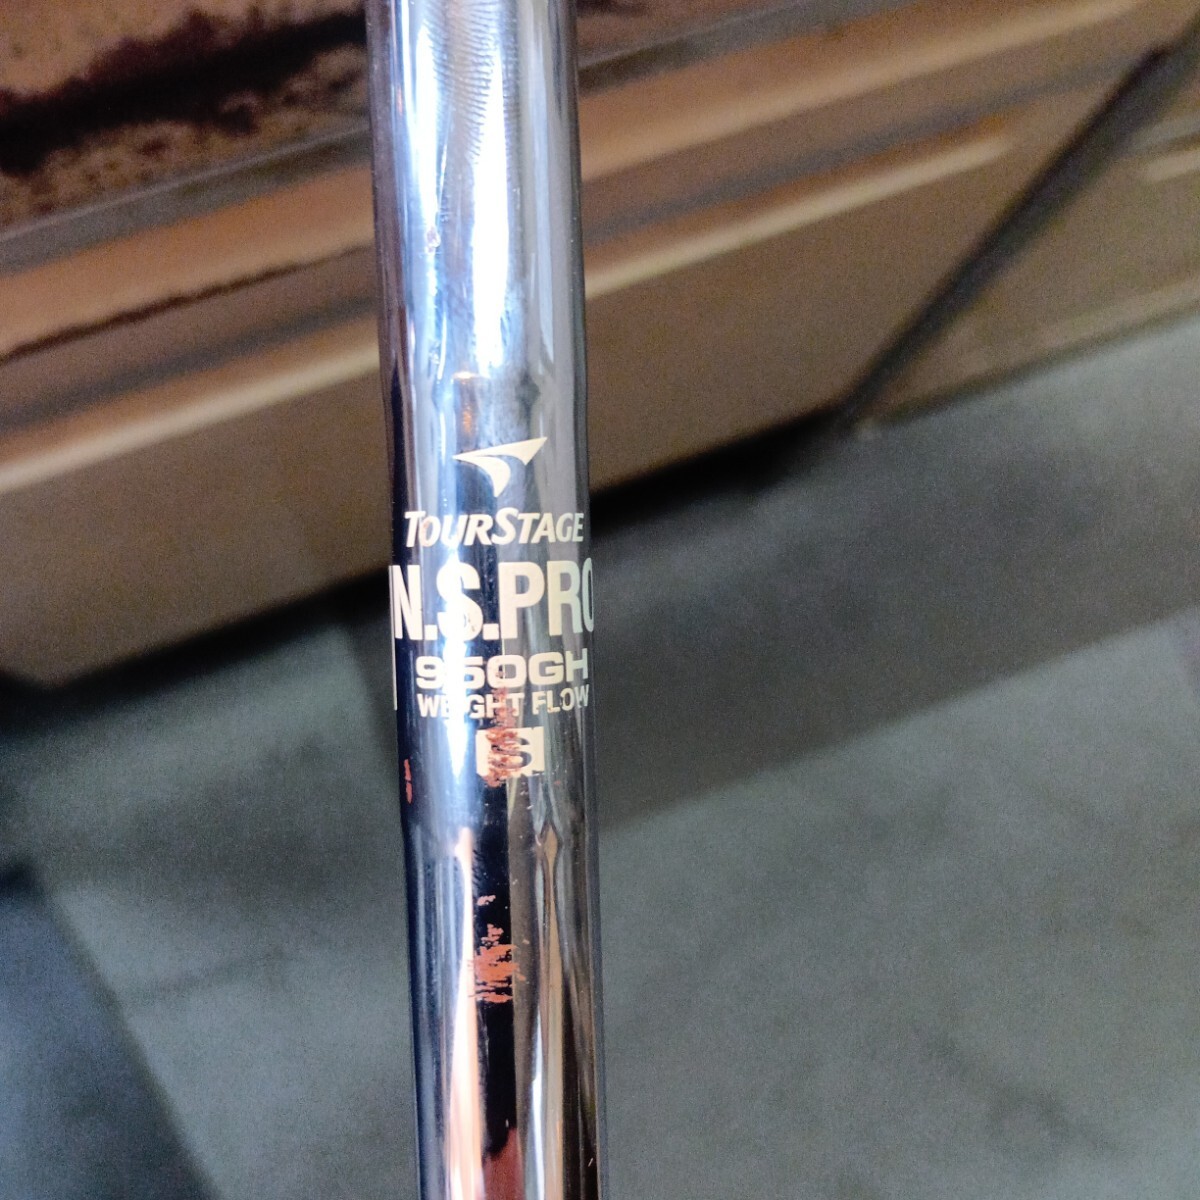 TOURSTAGE
N.S.PRO
950GH
WEIGHT FLOW
S